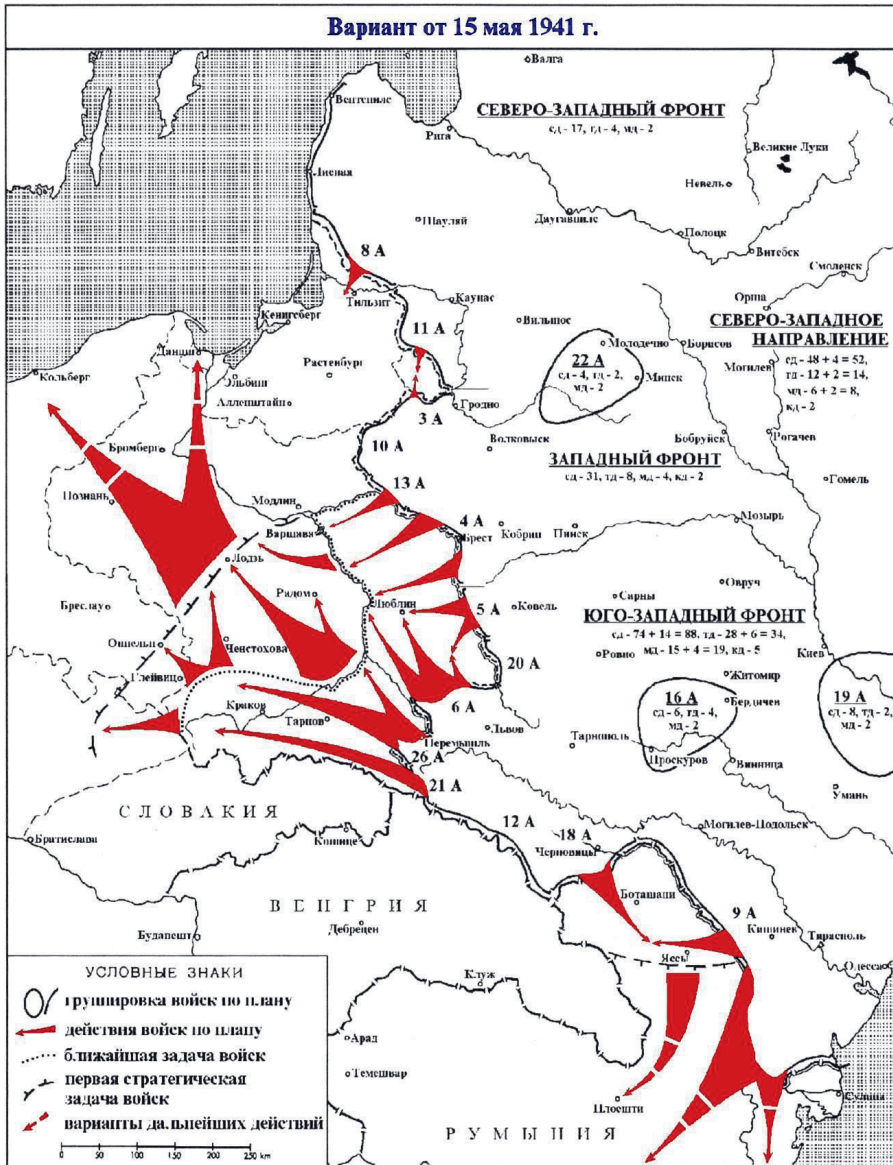 Вариант от 15 мая 1941 г.
Валга
Вентспилс
СЕВЕРО-ЗАПАДНЫЙ ФРОНТ
сд - 17, тд - 4, мд - 2
Рига
Великие Луки
Лиепая
Невель
Шауляй
Даугавпилс
Полоцк
Витебск
8 А
Смоленск
Тильзит
Каунас
Орша
Кенигсберг
Вильнюс
СЕВЕРО-ЗАПАДНОЕ
НАПРАВЛЕНИЕ
сд - 48 + 4 = 52,
тд - 12 + 2 = 14,
мд - 6 + 2 = 8,
кд - 2
11 А
Молодечно
Борисов
Данциг
22 А
сд - 4, тд - 2,
мд - 2
Могилев
Кольберг
Эльбинг
Растенбург
Минск
Алленштайн
3 А
Гродно
Бобруйск
Рогачев
10 А
Волковыск
Бромберг
ЗАПАДНЫЙ ФРОНТ
сд - 31, тд - 8, мд - 4, кд - 2
Гомель
13 А
Познань
Модлин
4 А
Мозырь
Варшава
Брест
Кобрин
Пинск
Лодзь
Овруч
Радом
Сарны
Бреслау
Люблин
5 А
Ковель
ЮГО-ЗАПАДНЫЙ ФРОНТ
сд - 74 + 14 = 88, тд - 28 + 6 = 34,
мд - 15 + 4 = 19, кд - 5
Оппельн
Ченстохова
Ровно
Киев
20 А
Житомир
Глейвиц
16 А
сд - 6, тд - 4,
мд - 2
Бердичев
19 А
сд - 8, тд - 2,
мд - 2
6 А
Краков
Тарнов
Львов
Перемышль
Тарнополь
Проскуров
Винница
26 А
21 А
Умань
СЛОВАКИЯ
12 А
Могилев-Подольск
Братислава
Кошице
18 А
Черновицы
Ботошани
ВЕНГРИЯ
9 А
Будапешт
Дебрецен
Кишинев
Тирасполь
Яссы
Одесса
УСЛОВНЫЕ ЗНАКИ
Клуж
группировка войск по плану
действия войск по плану
Арад
ближайшая задача войск
Темешвар
первая стратегическая
задача войск
Плоешти
Сулина
варианты дальнейших действий
РУМЫНИЯ
0 50 100 150 200 250 km